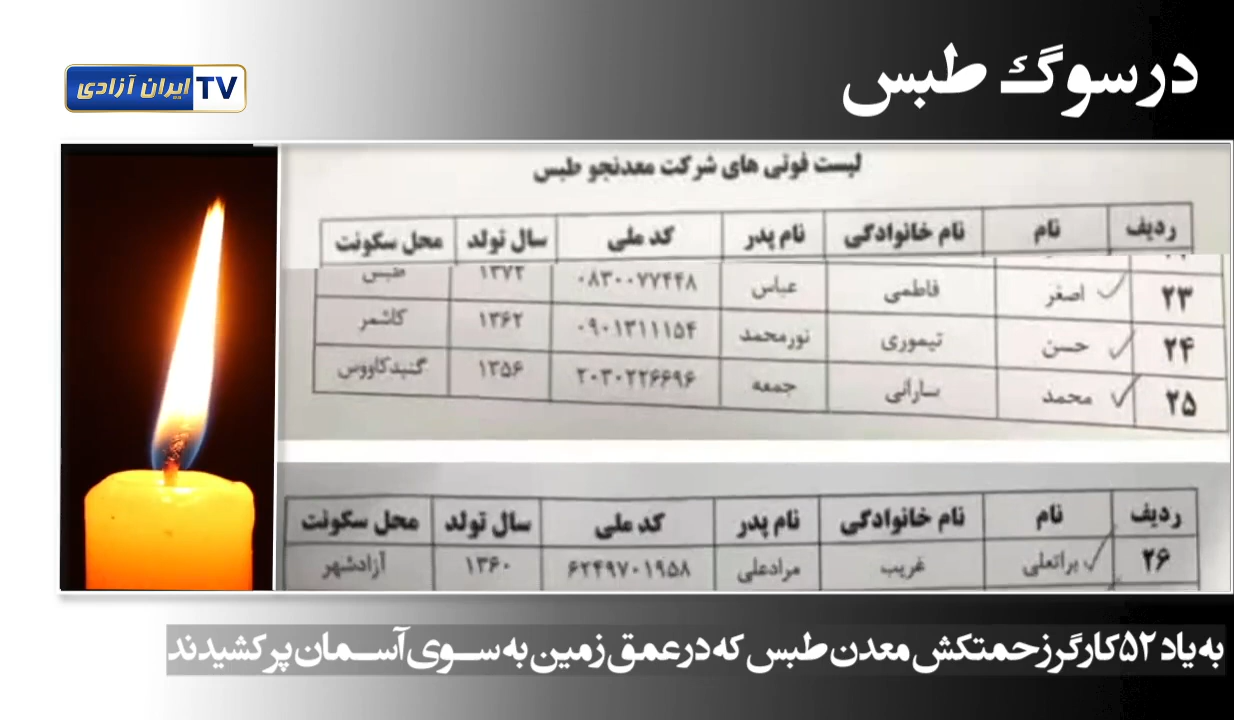 در سوگ طبس
TV ایران آزادی
لیست فوتی های شرکت معدنجو طبس
ردیف نام نام خانوادگی نام پدر کد ملی سال تولد محل سکونت
۲۳ اصغر فاطمی عباس ۰۸۳۰۰۷۷۴۴۸ ۱۳۷۲ طبس
۲۴ حسن تیموری نورمحمد ۰۹۰۱۳۱۱۱۵۴ ۱۳۶۲ کاشمر
۲۵ محمد سارانی جمعه ۲۰۳۰۲۲۶۶۹۶ ۱۳۵۶ گنبدکاووس
ردیف نام نام خانوادگی نام پدر کد ملی سال تولد محل سکونت
۲۶ براتعلی غریب مرادعلی ۶۲۴۹۷۰۱۹۵۸ ۱۳۶۰ آزادشهر
به یاد ۵۲ کارگر زحمتکش معدن طبس که در عمق زمین به سوی آسمان پر کشیدند